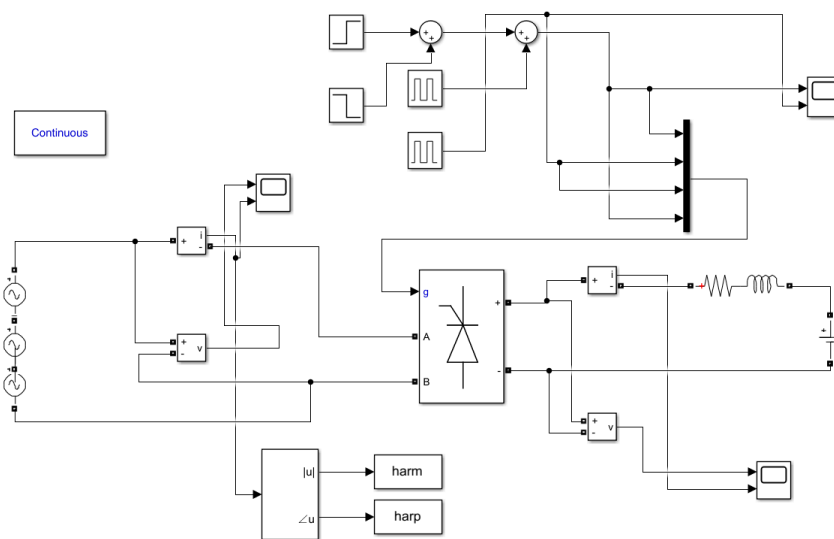 +
+
+
+
Continuous
+
i
-
g
+
i
-
+
+
A
+
-
v
B
-
+
-
v
|u|
harm
∠u
harp